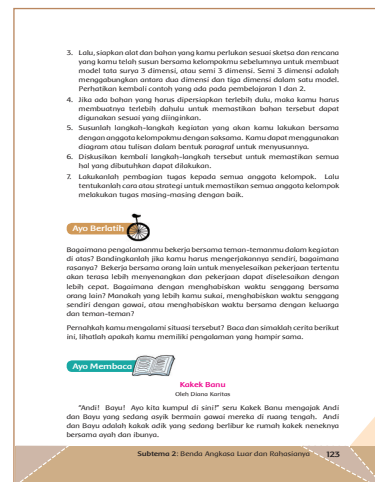 3. Lalu, siapkan alat dan bahan yang kamu perlukan sesuai sketsa dan rencana
yang kamu telah susun bersama kelompokmu sebelumnya untuk membuat
model tata surya 3 dimensi, atau semi 3 dimensi. Semi 3 dimensi adalah
menggabungkan antara dua dimensi dan tiga dimensi dalam satu model.
Perhatikan kembali contoh yang ada pada pembelajaran 1 dan 2.
4. Jika ada bahan yang harus dipersiapkan terlebih dulu, maka kamu harus
membuatnya terlebih dahulu untuk memastikan bahan tersebut dapat
digunakan sesuai yang diinginkan.
5. Susunlah langkah-langkah kegiatan yang akan kamu lakukan bersama
dengan anggota kelompokmu dengan saksama. Kamu dapat menggunakan
diagram atau tulisan dalam bentuk paragraf untuk menyusunnya.
6. Diskusikan kembali langkah-langkah tersebut untuk memastikan semua
hal yang dibutuhkan dapat dilakukan.
7. Lakukanlah pembagian tugas kepada semua anggota kelompok. Lalu
tentukanlah cara atau strategi untuk memastikan semua anggota kelompok
melakukan tugas masing-masing dengan baik.
Ayo Berlatih
Bagaimana pengalamanmu bekerja bersama teman-temanmu dalam kegiatan
di atas? Bandingkanlah jika kamu harus mengerjakannya sendiri, bagaimana
rasanya? Bekerja bersama orang lain untuk menyelesaikan pekerjaan tertentu
akan terasa lebih menyenangkan dan pekerjaan dapat diselesaikan dengan
lebih cepat. Bagaimana dengan menghabiskan waktu senggang bersama
orang lain? Manakah yang lebih kamu sukai, menghabiskan waktu senggang
sendiri dengan gawai, atau menghabiskan waktu bersama dengan keluarga
dan teman-teman?
Pernahkah kamu mengalami situasi tersebut? Baca dan simaklah cerita berikut
ini, lihatlah apakah kamu memiliki pengalaman yang hampir sama.
Ayo Membaca
Kakek Banu
Oleh Diana Karitas
"Andi! Bayu! Ayo kita kumpul di sini!" seru Kakek Banu mengajak Andi
dan Bayu yang sedang asyik bermain gawai mereka di ruang tengah. Andi
dan Bayu adalah kakak adik yang sedang berlibur ke rumah kakek neneknya
bersama ayah dan ibunya.
Subtema 2: Benda Angkasa Luar dan Rahasianya 123